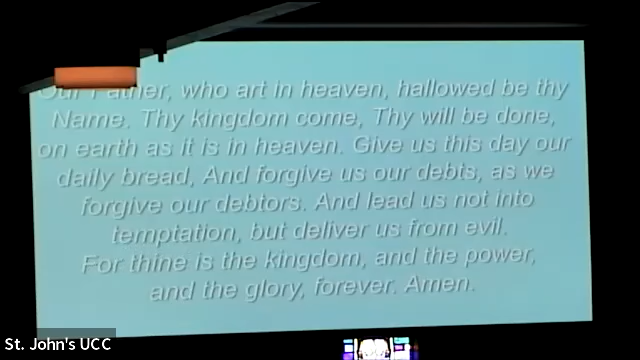 Our Father, who art in heaven, hallowed be thy
Name. Thy kingdom come, Thy will be done,
on earth as it is in heaven. Give us this day our
daily bread, And forgive us our debts, as we
forgive our debtors. And lead us not into
temptation, but deliver us from evil.
For thine is the kingdom, and the power,
and the glory, forever. Amen.
St. John's UCC